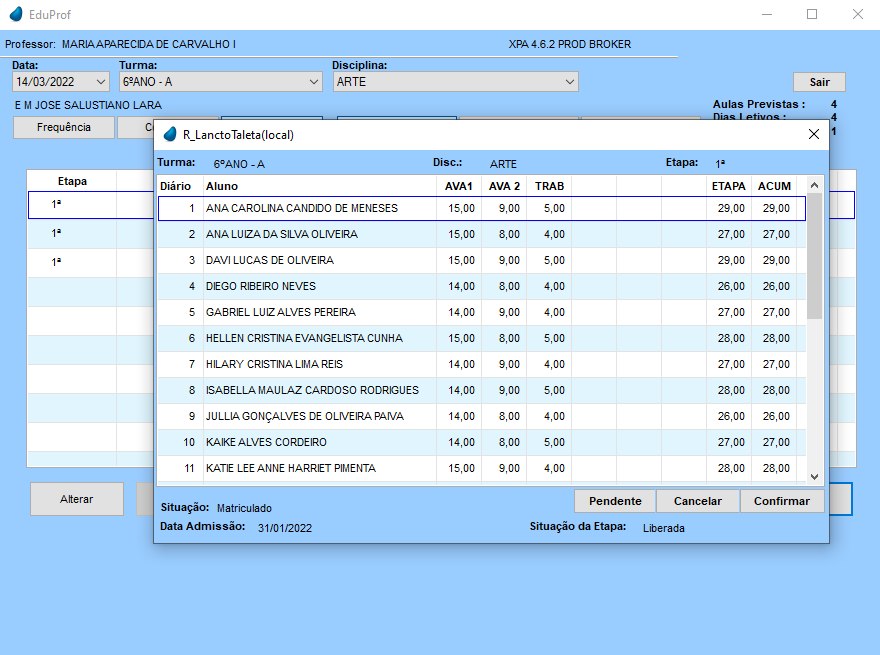 EduProf
Professor: MARIA APARECIDA DE CARVALHO I XPA 4.6.2 PROD BROKER
Data: Turma: Disciplina:
14/03/2022 6ºANO - A ARTE Sair
E M JOSE SALUSTIANO LARA Aulas Previstas : 4
Dias Letivos : 4
Frequência 1
R_LanctoTaleta(local)
Turma: 6ºANO - A Disc.: ARTE Etapa: 1ª
Etapa
1ª
1ª
1ª
Diário Aluno AVA1 AVA 2 TRAB ETAPA ACUM
1 ANA CAROLINA CANDIDO DE MENESES 15,00 9,00 5,00 29,00 29,00
2 ANA LUIZA DA SILVA OLIVEIRA 15,00 8,00 4,00 27,00 27,00
3 DAVI LUCAS DE OLIVEIRA 15,00 9,00 5,00 29,00 29,00
4 DIEGO RIBEIRO NEVES 14,00 8,00 4,00 26,00 26,00
5 GABRIEL LUIZ ALVES PEREIRA 14,00 9,00 4,00 27,00 27,00
6 HELLEN CRISTINA EVANGELISTA CUNHA 15,00 8,00 5,00 28,00 28,00
7 HILARY CRISTINA LIMA REIS 14,00 9,00 4,00 27,00 27,00
8 ISABELLA MAULAZ CARDOSO RODRIGUES 14,00 9,00 5,00 28,00 28,00
9 JULLIA GONÇALVES DE OLIVEIRA PAIVA 14,00 8,00 4,00 26,00 26,00
10 KAIKE ALVES CORDEIRO 14,00 8,00 5,00 27,00 27,00
11 KATIE LEE ANNE HARRIET PIMENTA 15,00 9,00 4,00 28,00 28,00
Alterar
Situação: Matriculado Pendente Cancelar Confirmar
Data Admissão: 31/01/2022 Situação da Etapa: Liberada